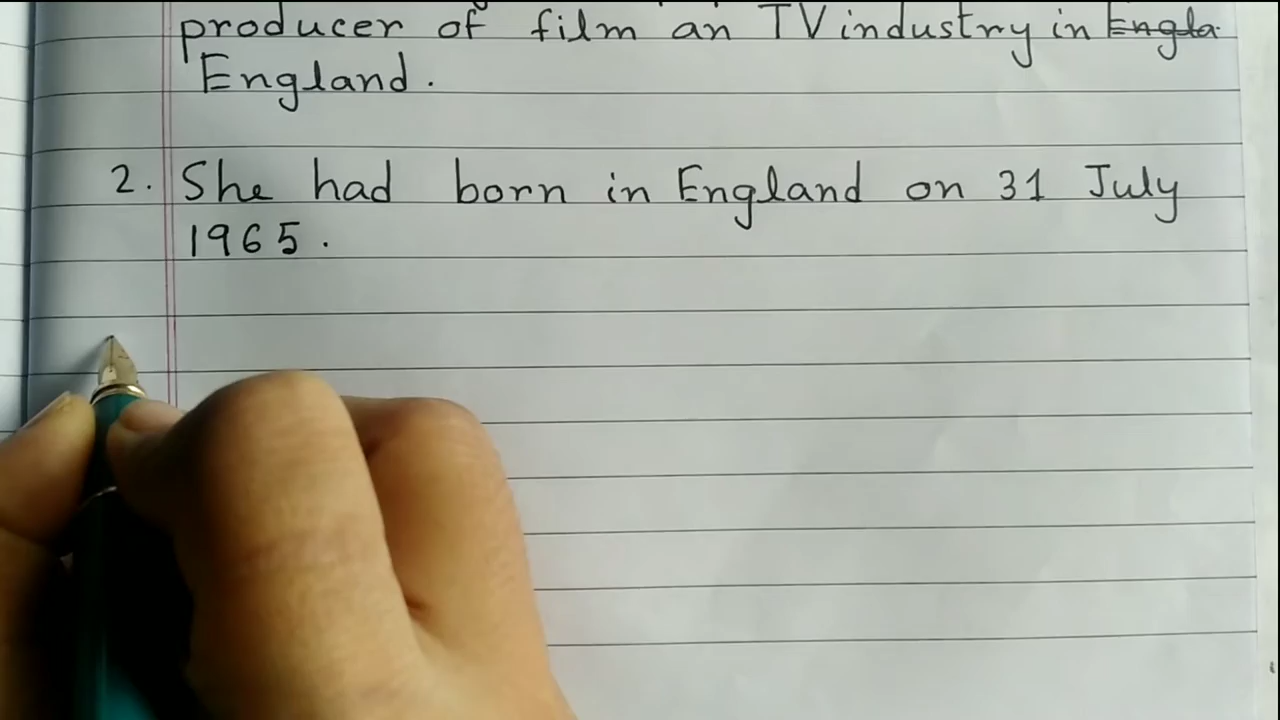 producer of film an TV industry in Engla
England.
2. She had born in England on 31 July
1965.